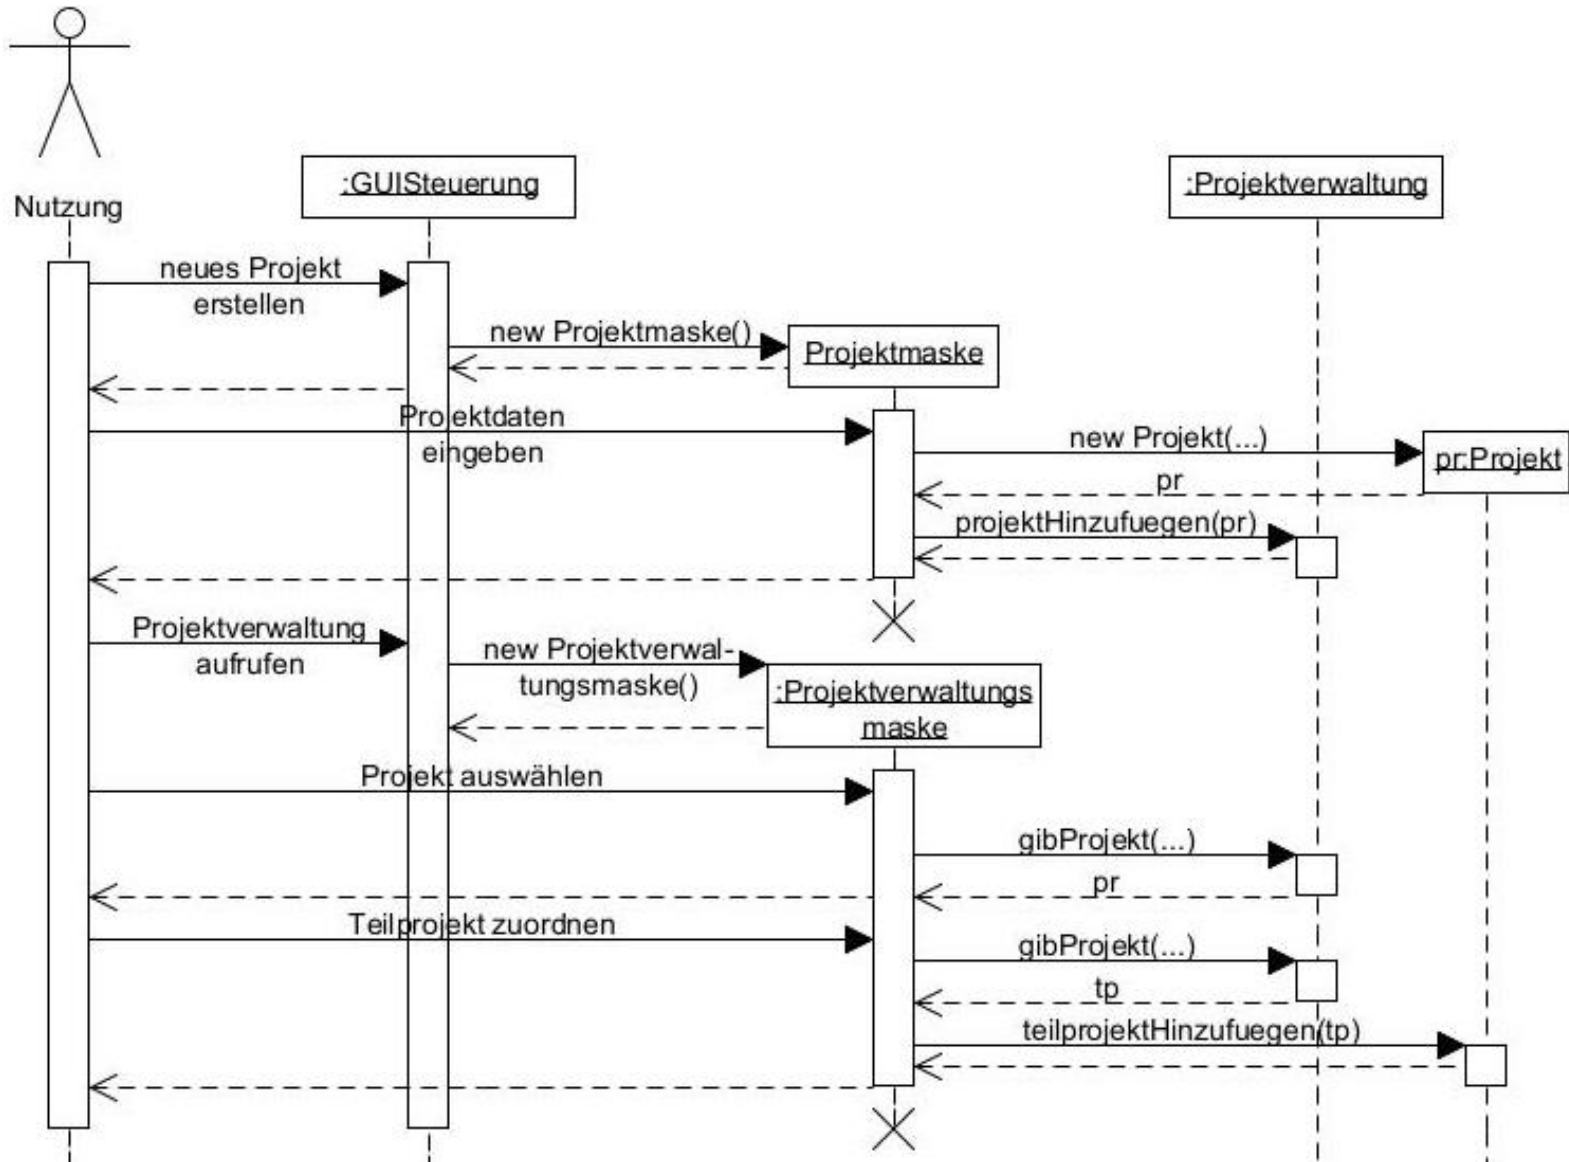 Nutzung
:GUISteuerung
:Projektverwaltung
neues Projekt
erstellen
new Projektmaske()
Projektmaske
Projektdaten
eingeben
new Projekt(...)
pr:Projekt
pr
projektHinzufuegen(pr)
Projektverwaltung
aufrufen
new Projektverwal-
tungsmaske()
:Projektverwaltungs
maske
Projekt auswählen
gibProjekt(...)
pr
Teilprojekt zuordnen
gibProjekt(...)
tp
teilprojektHinzufuegen(tp)